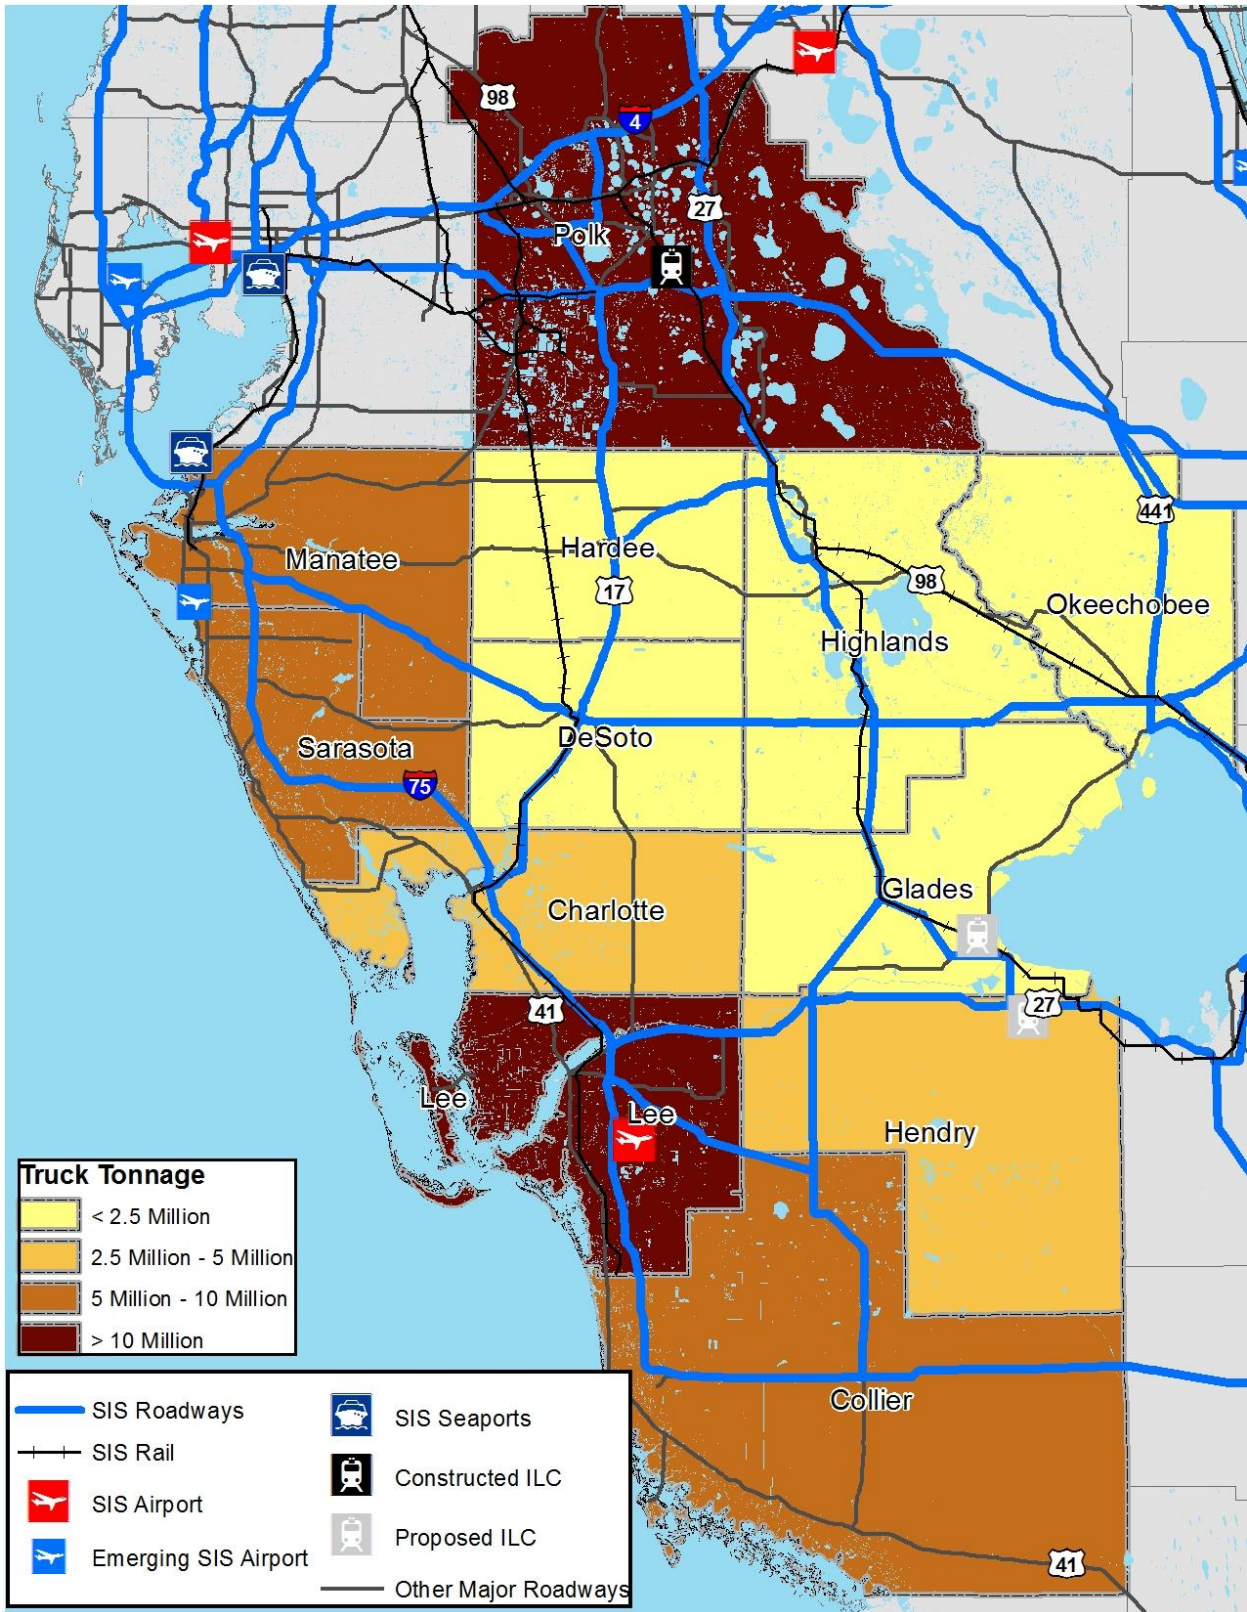 98
4
27
Polk
441
Hardee
Manatee
17
98
Okeechobee
Highlands
DeSoto
Sarasota
75
Glades
Charlotte
27
41
Lee
Lee
Hendry
Collier
41
Truck Tonnage
< 2.5 Million
2.5 Million - 5 Million
5 Million - 10 Million
> 10 Million
SIS Roadways
SIS Rail
SIS Airport
Emerging SIS Airport
SIS Seaports
Constructed ILC
Proposed ILC
Other Major Roadways